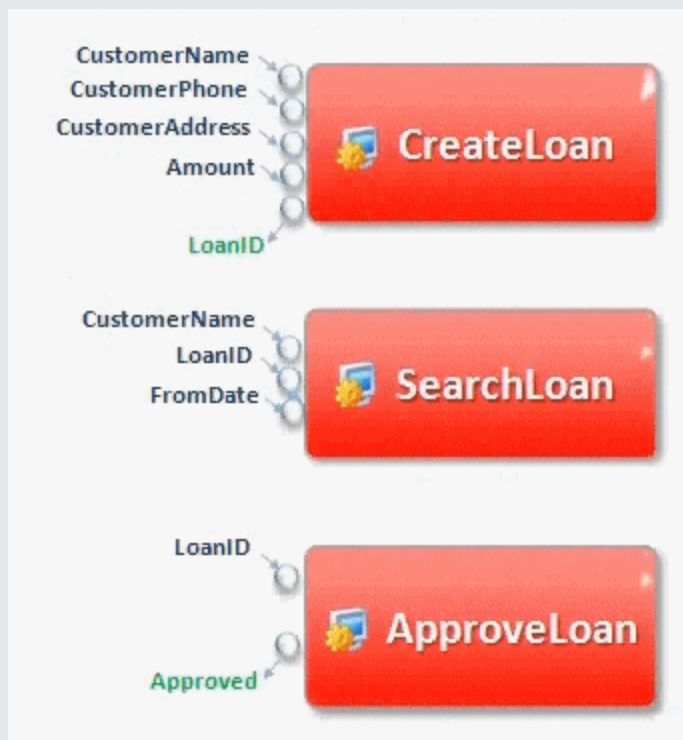 CustomerName
CustomerPhone
CustomerAddress
Amount
LoanID
CreateLoan
CustomerName
LoanID
FromDate
SearchLoan
LoanID
Approved
ApproveLoan